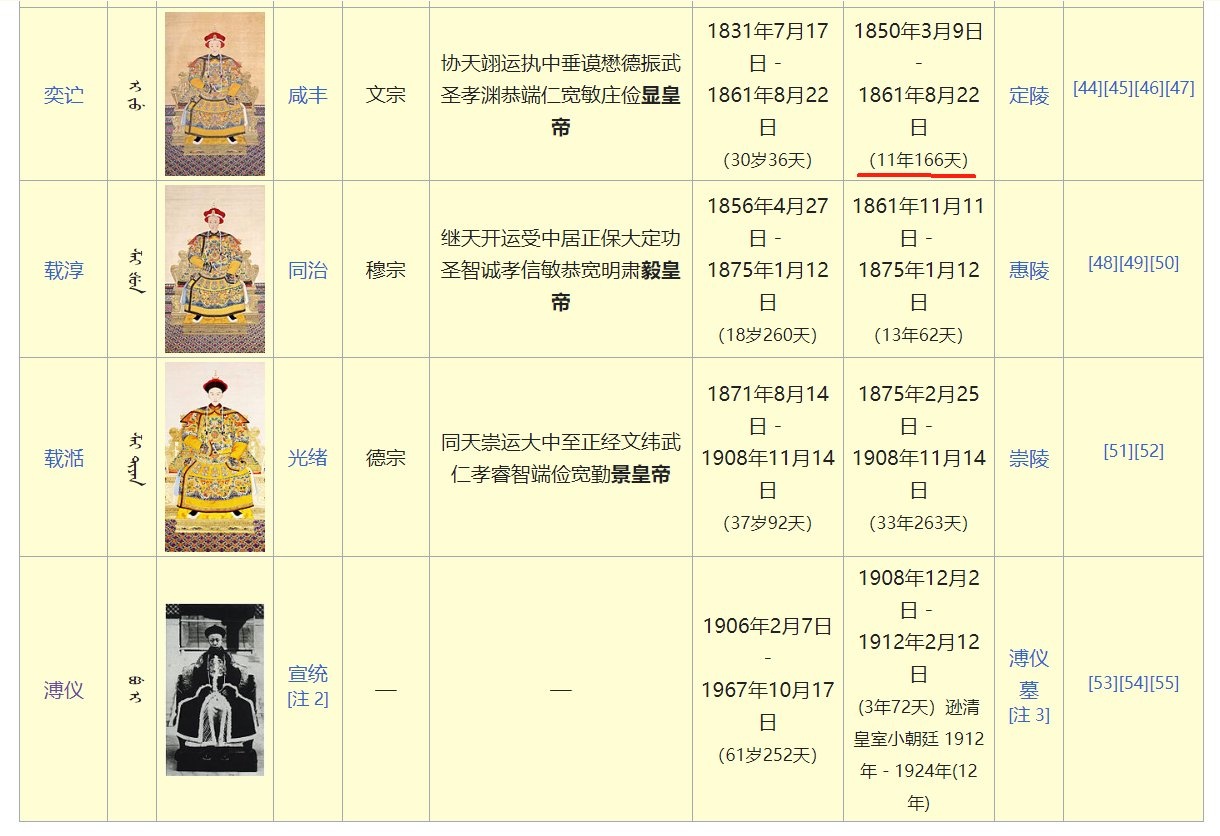 奕𬣞
咸丰
文宗
协天翊运执中垂谟懋德振武
圣孝渊恭端仁宽敏庄俭显皇
帝
1831年7月17
日 -
1861年8月22
日
(30岁36天)
1850年3月9日
-
1861年8月22
日
(11年166天)
定陵
[44][45][46][47]
载淳
同治
穆宗
继天开运受中居正保大定功
圣智诚孝信敏恭宽明肃毅皇
帝
1856年4月27
日 -
1875年1月12
日
(18岁260天)
1861年11月11
日 -
1875年1月12
日
(13年62天)
惠陵
[48][49][50]
载湉
光绪
德宗
同天崇运大中至正经文纬武
仁孝睿智端俭宽勤景皇帝
1871年8月14
日 -
1908年11月14
日
(37岁92天)
1875年2月25
日 -
1908年11月14
日
(33年263天)
崇陵
[51][52]
溥仪
宣统
[注 2]
—
—
1906年2月7日
-
1967年10月17
日
(61岁252天)
1908年12月2
日 -
1912年2月12
日
(3年72天）逊清
皇室小朝廷 1912
年 - 1924年(12
年)
溥仪
墓
[注 3]
[53][54][55]